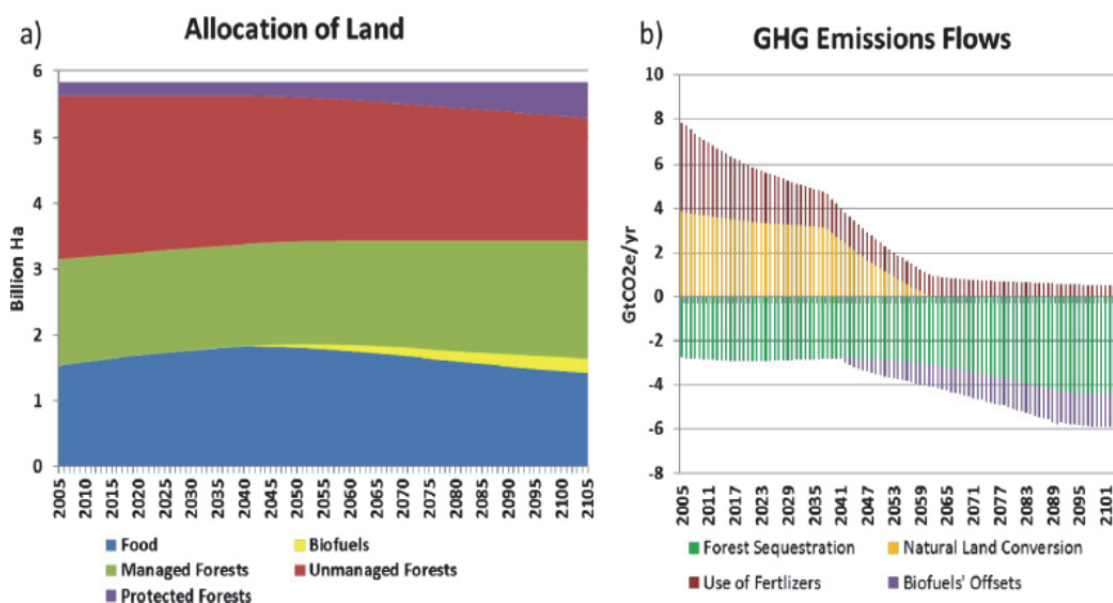 a)
Allocation of Land
6
5
4
3
2
1
0
Billion Ha
2005 2010 2015 2020 2025 2030 2035 2040 2045 2050 2055 2060 2065 2070 2075 2080 2085 2090 2095 2100 2105
Food
Biofuels
Managed Forests
Unmanaged Forests
Protected Forests
b)
GHG Emissions Flows
10
8
6
4
2
0
-2
-4
-6
-8
GtCO2e/yr
2005 2011 2017 2023 2029 2035 2041 2047 2053 2059 2065 2071 2077 2083 2089 2095 2101
Forest Sequestration
Natural Land Conversion
Use of Fertlizers
Biofuels' Offsets